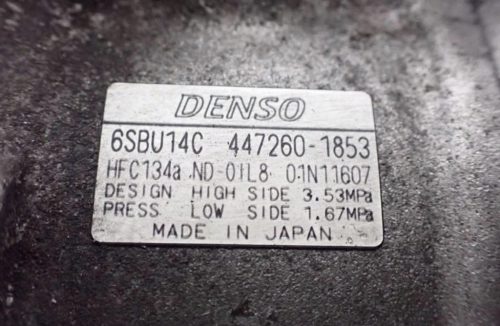 DENSO
6SBU14C 447260-1853
HFC134a ND-OIL8 01N11607
DESIGN HIGH SIDE 3.53MPa
PRESS LOW SIDE 1.67MPa
MADE IN JAPAN